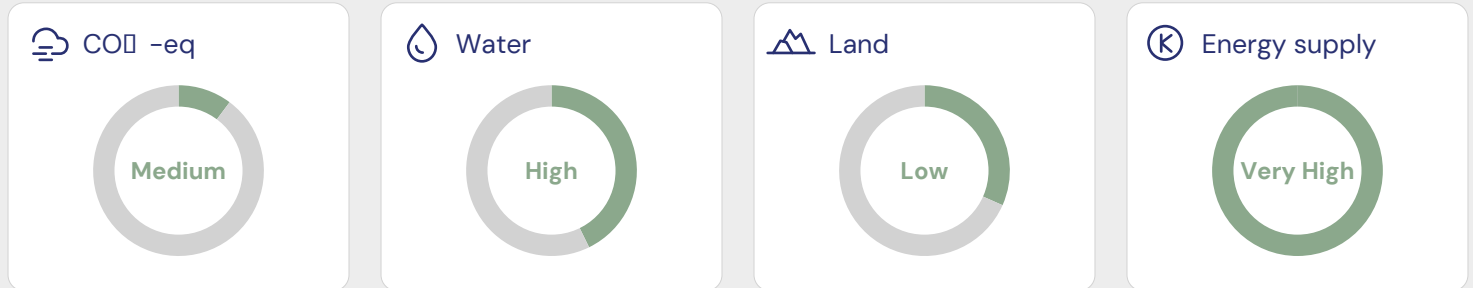 CO▯ -eq
Water
Land
Energy supply
Medium
High
Low
Very High